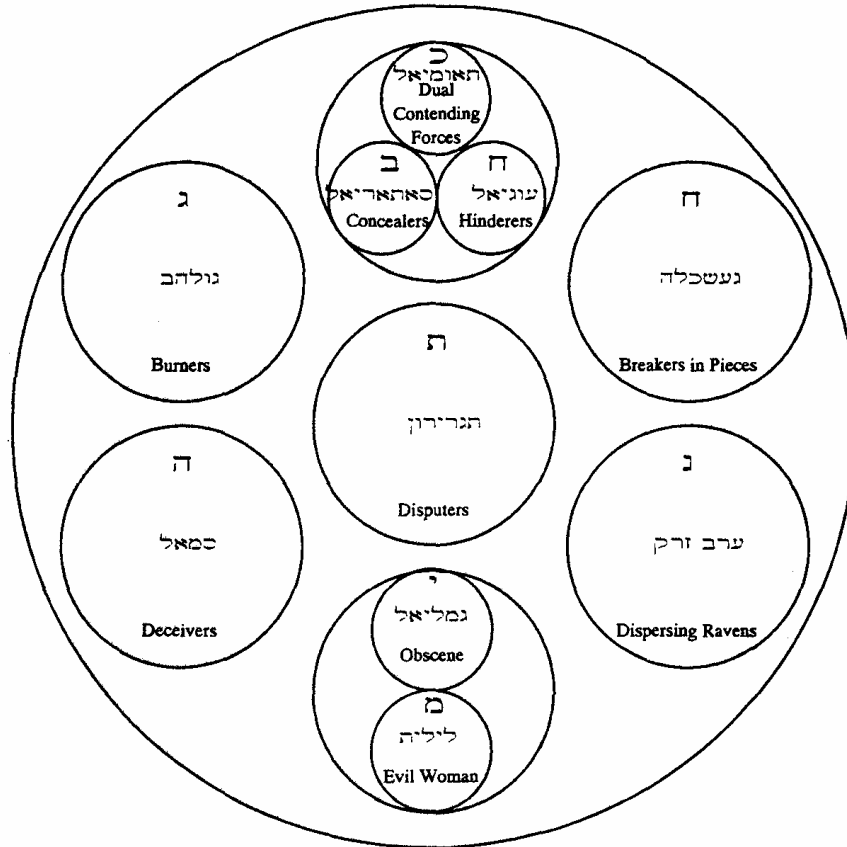 כ
תאומיאל
Dual
Contending
Forces
ב
סאתאריאל
Concealers
ח
עוגיאל
Hinderers
ג
גולהב
Burners
ח
געשכלה
Breakers in Pieces
ת
תגרירון
Disputers
ה
סמאל
Deceivers
נ
ערב זרק
Dispersing Ravens
י
גמליאל
Obscene
מ
לילית
Evil Woman